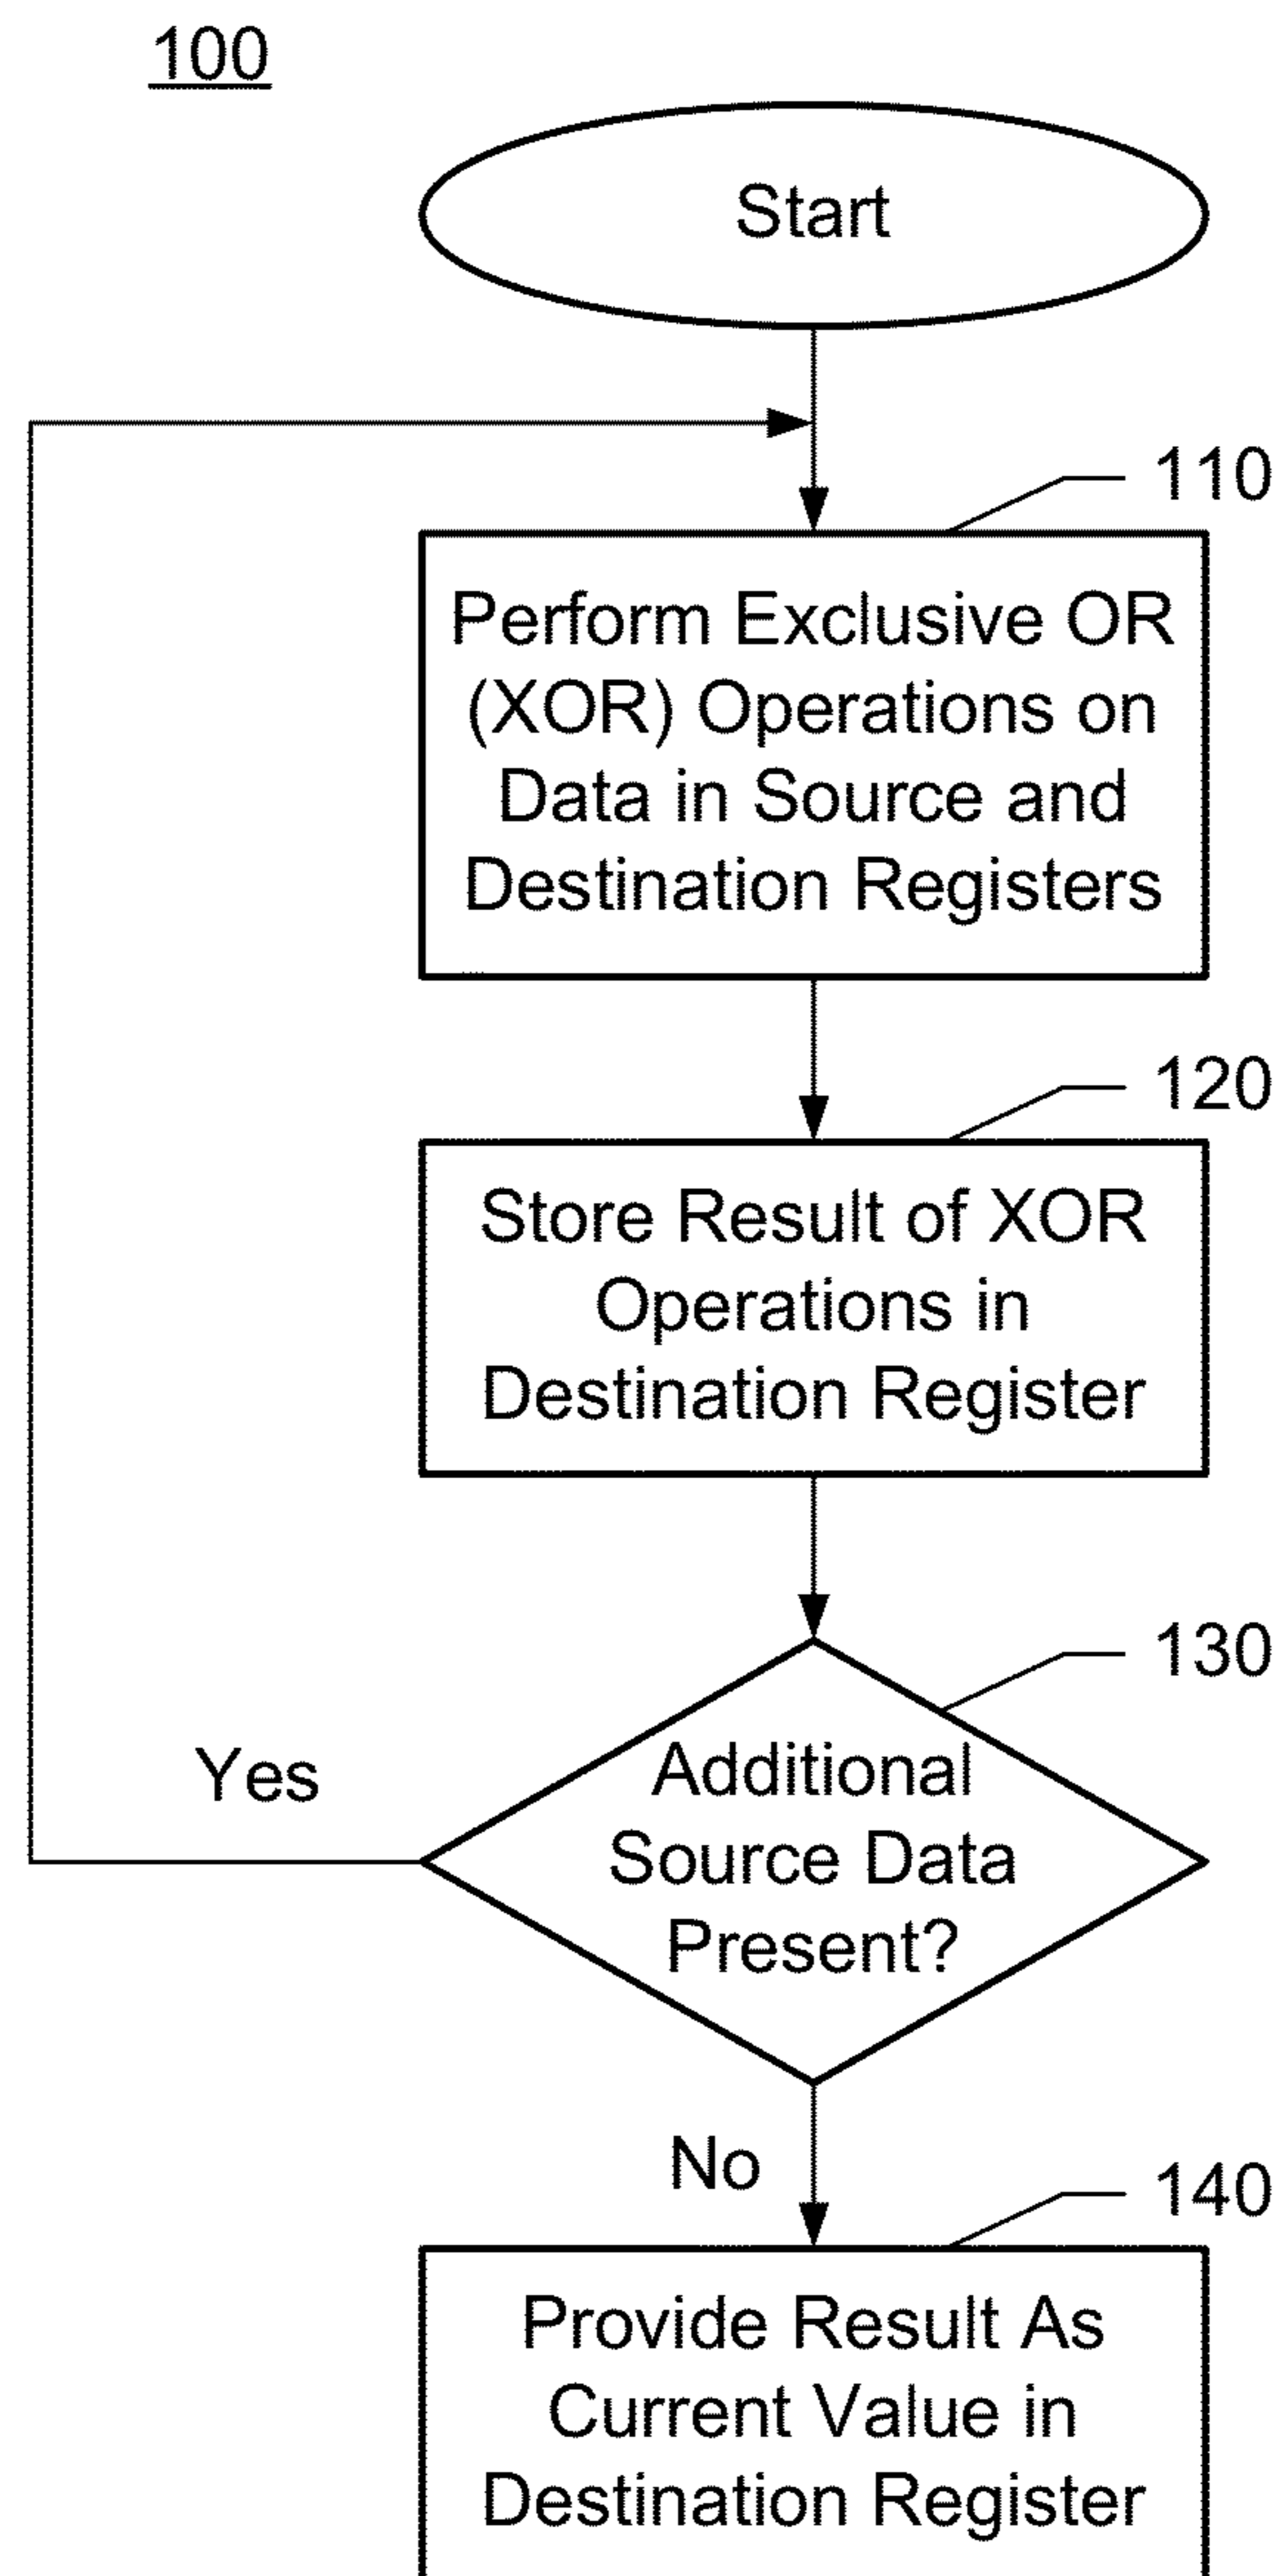 100
Start
110
Perform Exclusive OR
(XOR) Operations on
Data in Source and
Destination Registers
120
Store Result of XOR
Operations in
Destination Register
130
Additional
Source Data
Present?
Yes
No
140
Provide Result As
Current Value in
Destination Register